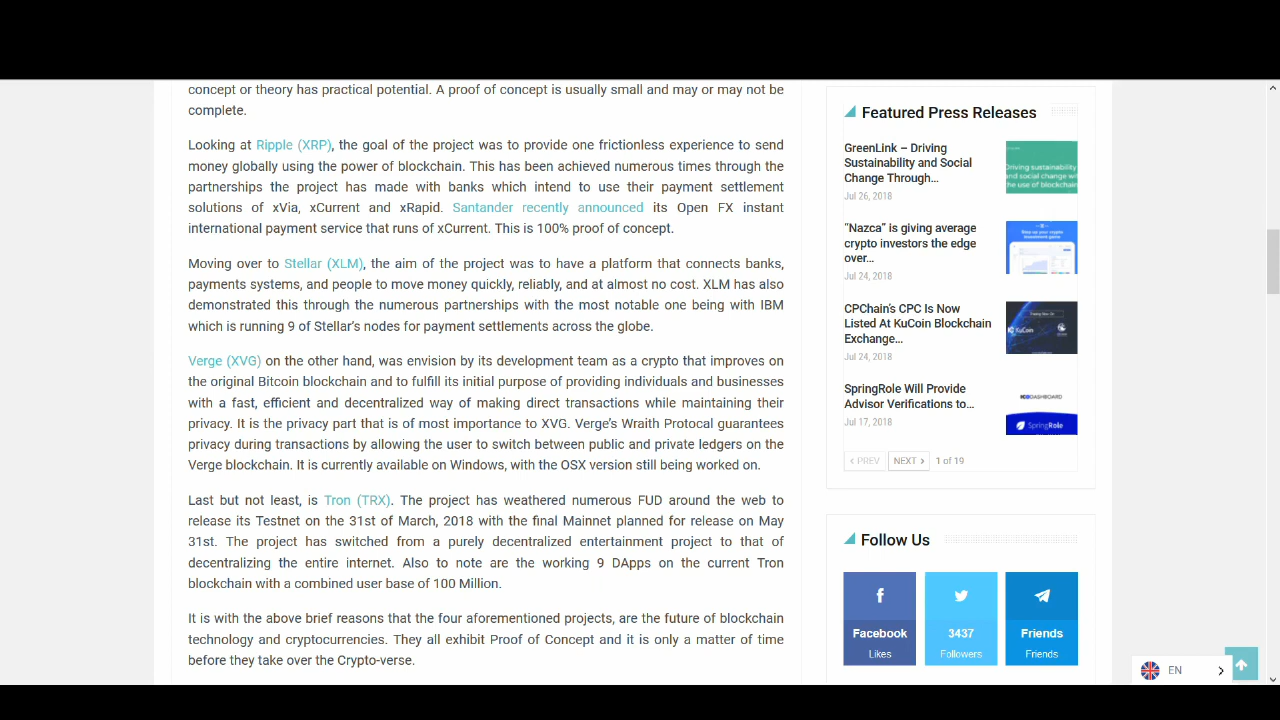 concept or theory has practical potential. A proof of concept is usually small and may or may not be
complete.
Looking at Ripple (XRP), the goal of the project was to provide one frictionless experience to send
money globally using the power of blockchain. This has been achieved numerous times through the
partnerships the project has made with banks which intend to use their payment settlement
solutions of xVia, xCurrent and xRapid. Santander recently announced its Open FX instant
international payment service that runs of xCurrent. This is 100% proof of concept.
Moving over to Stellar (XLM), the aim of the project was to have a platform that connects banks,
payments systems, and people to move money quickly, reliably, and at almost no cost. XLM has also
demonstrated this through the numerous partnerships with the most notable one being with IBM
which is running 9 of Stellar's nodes for payment settlements across the globe.
Verge (XVG) on the other hand, was envision by its development team as a crypto that improves on
the original Bitcoin blockchain and to fulfill its initial purpose of providing individuals and businesses
with a fast, efficient and decentralized way of making direct transactions while maintaining their
privacy. It is the privacy part that is of most importance to XVG. Verge's Wraith Protocal guarantees
privacy during transactions by allowing the user to switch between public and private ledgers on the
Verge blockchain. It is currently available on Windows, with the OSX version still being worked on.
Last but not least, is Tron (TRX). The project has weathered numerous FUD around the web to
release its Testnet on the 31st of March, 2018 with the final Mainnet planned for release on May
31st. The project has switched from a purely decentralized entertainment project to that of
decentralizing the entire internet. Also to note are the working 9 DApps on the current Tron
blockchain with a combined user base of 100 Million.
It is with the above brief reasons that the four aforementioned projects, are the future of blockchain
technology and cryptocurrencies. They all exhibit Proof of Concept and it is only a matter of time
before they take over the Crypto-verse.
Featured Press Releases
GreenLink – Driving
Sustainability and Social
Change Through...
Jul 26, 2018
Driving sustainability
and social change wi
the use of blockchain
"Nazca" is giving average
crypto investors the edge
over...
Jul 24, 2018
CPChain's CPC Is Now
Listed At KuCoin Blockchain
Exchange...
Jul 24, 2018
KuCoin
SpringRole Will Provide
Advisor Verifications to...
Jul 17, 2018
DASHBOARD
SpringRole
PREV
NEXT
1 of 19
Follow Us
Facebook
Likes
3437
Followers
Friends
Friends
EN